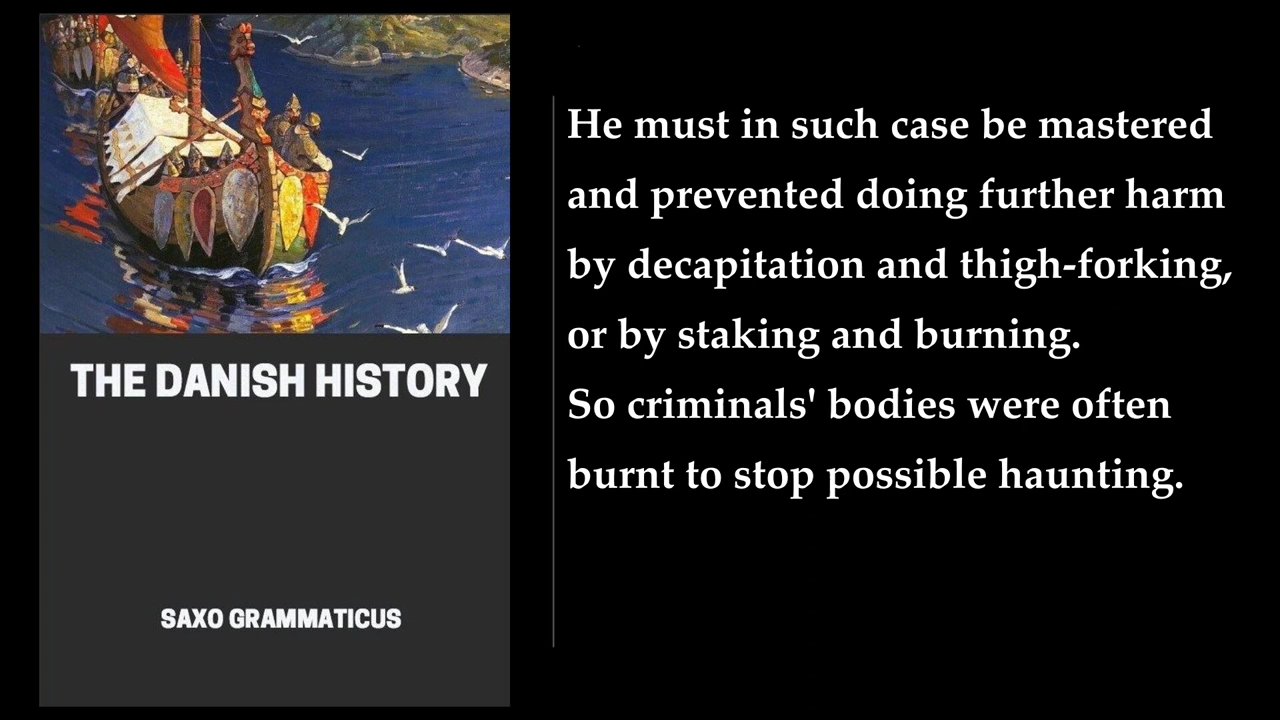 THE DANISH HISTORY
SAXO GRAMMATICUS
He must in such case be mastered
and prevented doing further harm
by decapitation and thigh-forking,
or by staking and burning.
So criminals' bodies were often
burnt to stop possible haunting.